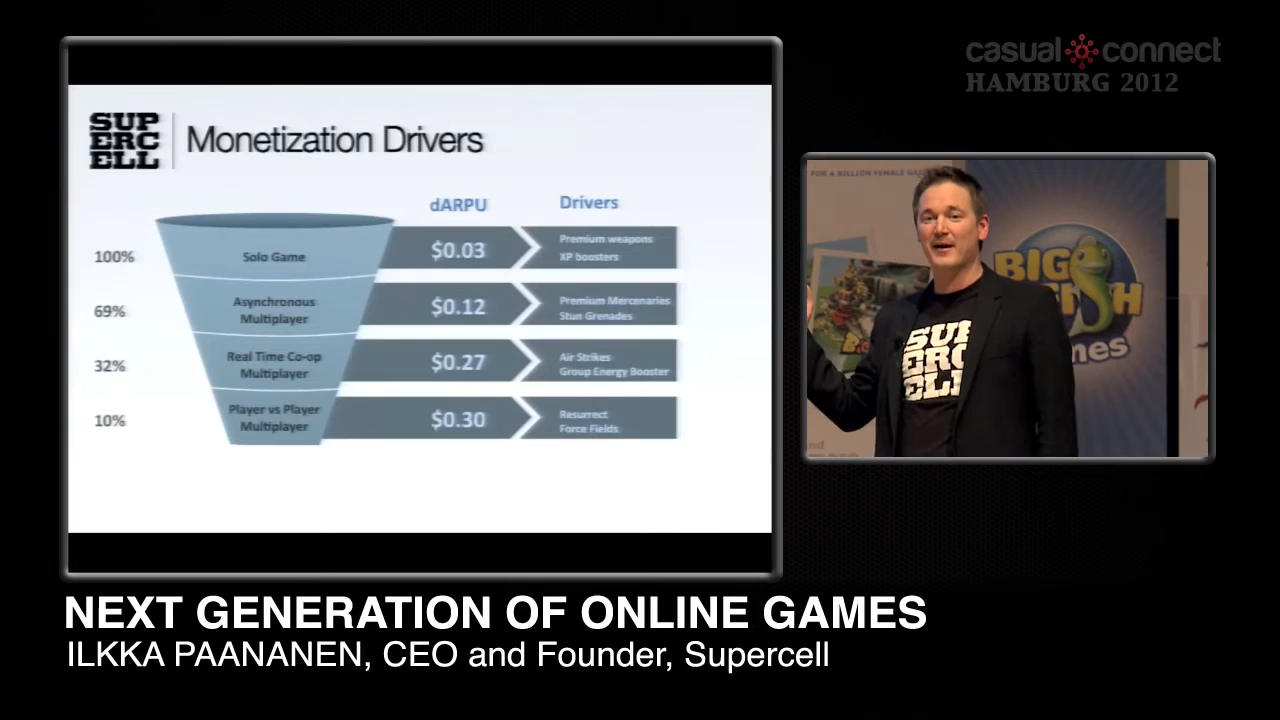 casual connect
HAMBURG 2012
SUP
ERC
ELL
Monetization Drivers
dARPU
Drivers
100%
Solo Game
$0.03
Premium weapons
XP boosters
69%
Asynchronous
Multiplayer
$0.12
Premium Mercenaries
Stun Grenades
32%
Real Time Co-op
Multiplayer
$0.27
Air Strikes
Group Energy Booster
10%
Player vs Player
Multiplayer
$0.30
Resurrect
Force Fields
FOR A BILLION FEMALE
BIG
SUP
ERC
ELL
NEXT GENERATION OF ONLINE GAMES
ILKKA PAANANEN, CEO and Founder, Supercell